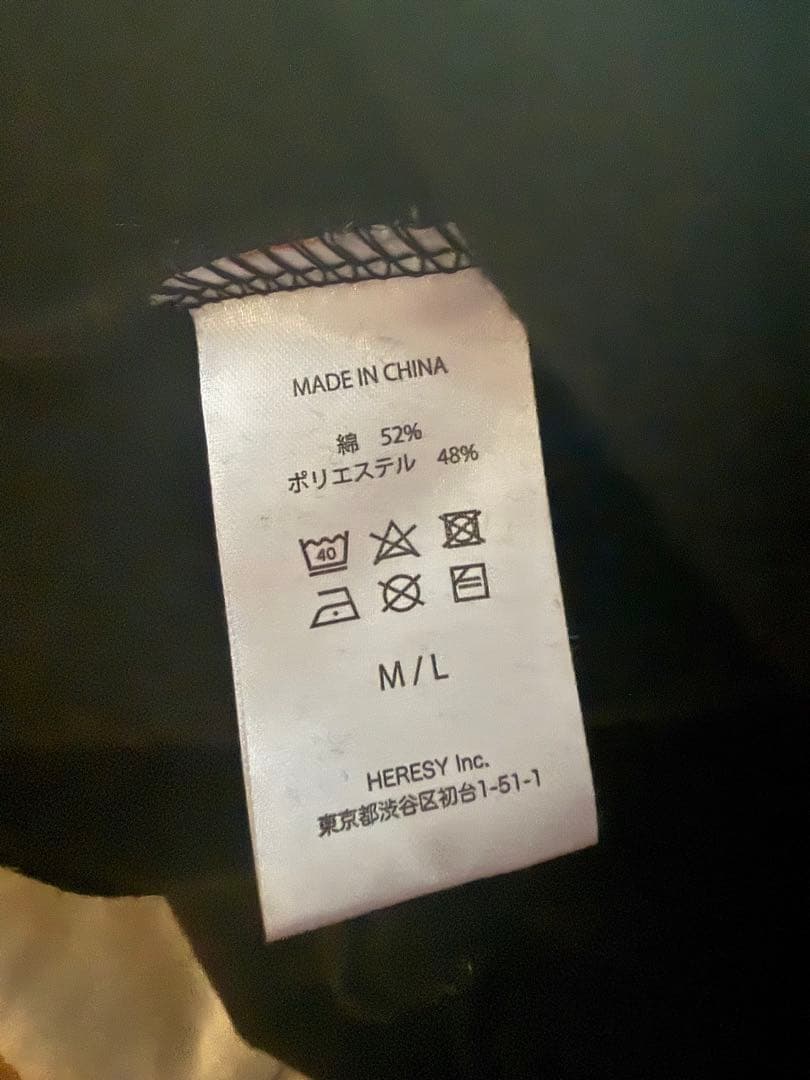 MADE IN CHINA
綿 52%
ポリエステル 48%
40
M / L
HERESY Inc.
東京都渋谷区初台1-51-1